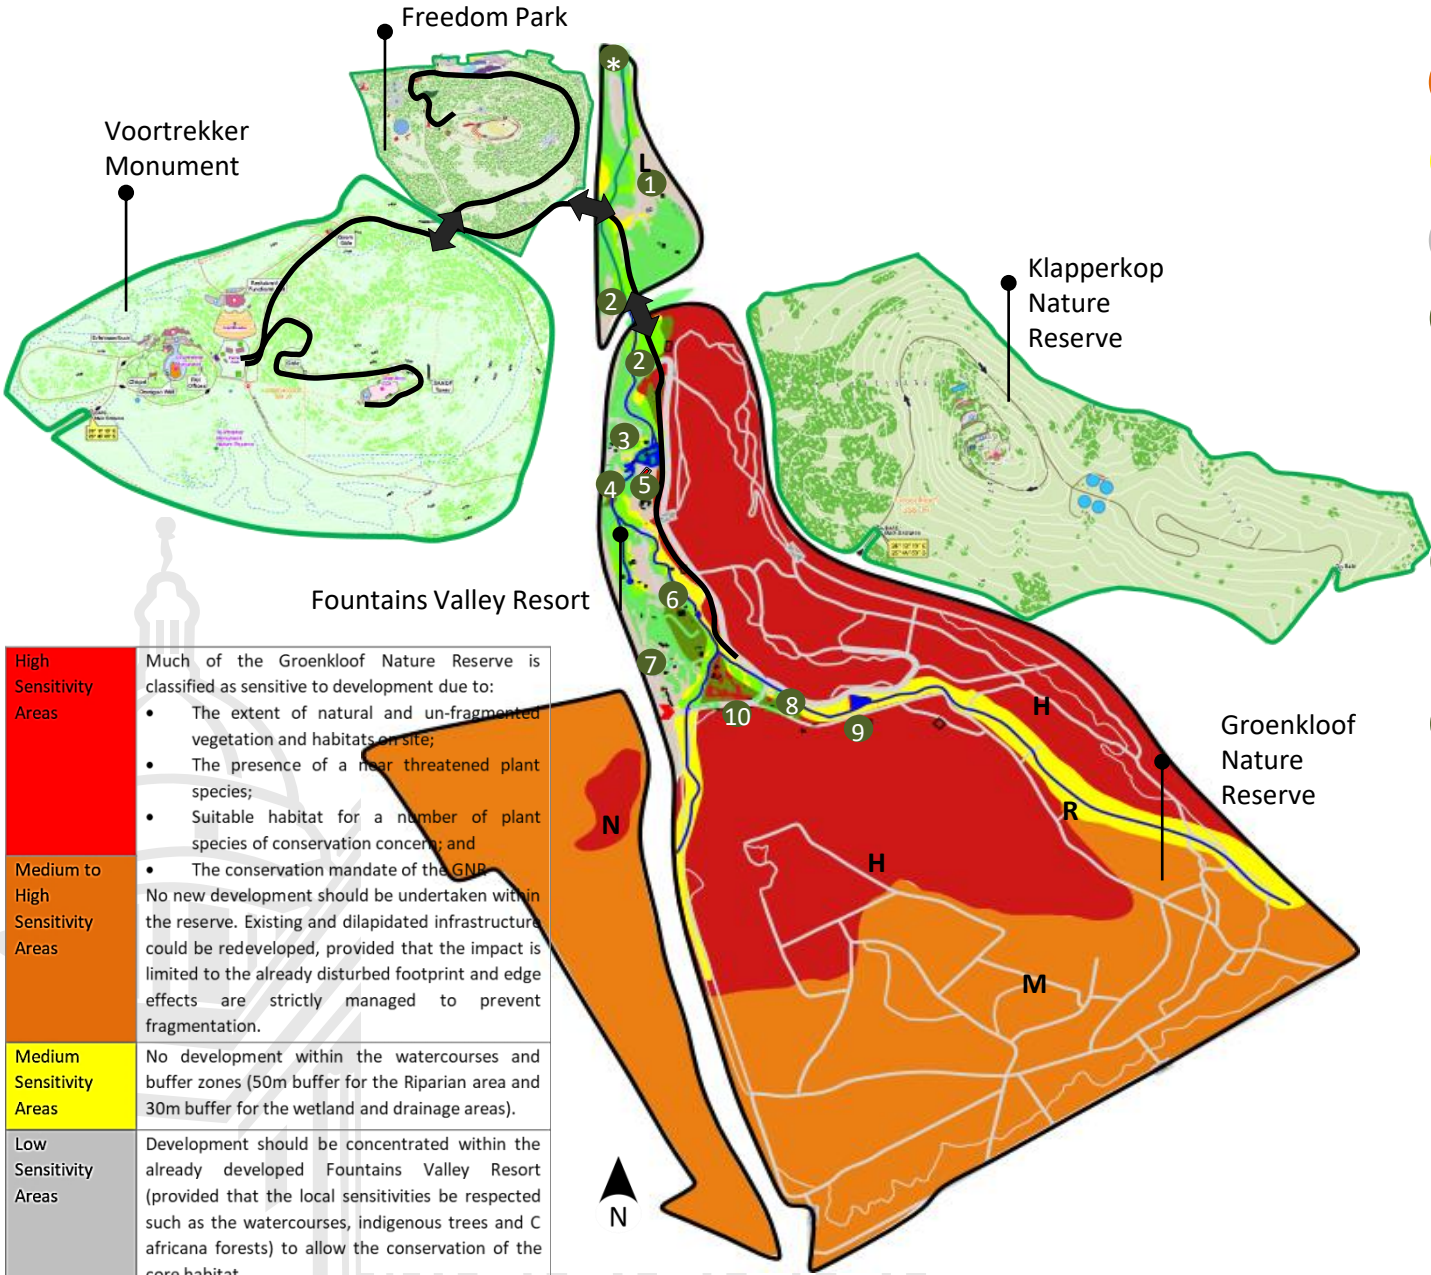 Freedom Park
Voortrekker
Monument
*
L
1
2
2
3
4
5
6
7
8
9
10
Klapperkop
Nature
Reserve
Fountains Valley Resort
Groenkloof
Nature
Reserve
H
R
H
N
M
N
High
Sensitivity
Areas
Much of the Groenkloof Nature Reserve is
classified as sensitive to development due to:
• The extent of natural and un-fragmented
vegetation and habitats on site;
• The presence of a near threatened plant
species;
• Suitable habitat for a number of plant
species of conservation concern; and
• The conservation mandate of the GNR
Medium to
High
Sensitivity
Areas
No new development should be undertaken within
the reserve. Existing and dilapidated infrastructure
could be redeveloped, provided that the impact is
limited to the already disturbed footprint and edge
effects are strictly managed to prevent
fragmentation.
Medium
Sensitivity
Areas
No development within the watercourses and
buffer zones (50m buffer for the Riparian area and
30m buffer for the wetland and drainage areas).
Low
Sensitivity
Areas
Development should be concentrated within the
already developed Fountains Valley Resort
(provided that the local sensitivities be respected
such as the watercourses, indigenous trees and C
africana forests) to allow the conservation of the
core habitat